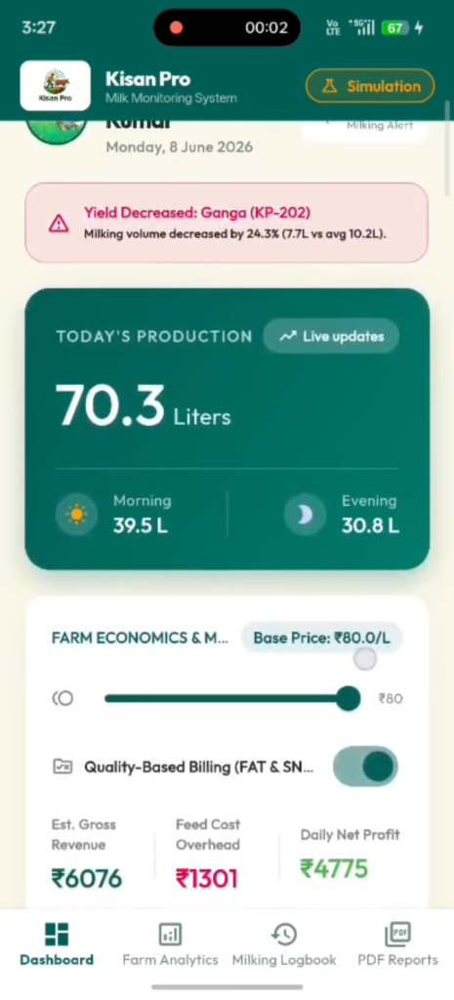 3:27
00:02
Vo
LTE
5G
67
Kisan Pro
Kisan Pro
Milk Monitoring System
Simulation
Kumar
Milking Alert
Monday, 8 June 2026
Yield Decreased: Ganga (KP-202)
Milking volume decreased by 24.3% (7.7L vs avg 10.2L).
TODAY'S PRODUCTION
Live updates
70.3 Liters
Morning
39.5 L
Evening
30.8 L
FARM ECONOMICS & M...
Base Price: ₹80.0/L
₹80
Quality-Based Billing (FAT & SN...
Est. Gross
Revenue
₹6076
Feed Cost
Overhead
₹1301
Daily Net Profit
₹4775
Dashboard
Farm Analytics
Milking Logbook
PDF
PDF Reports